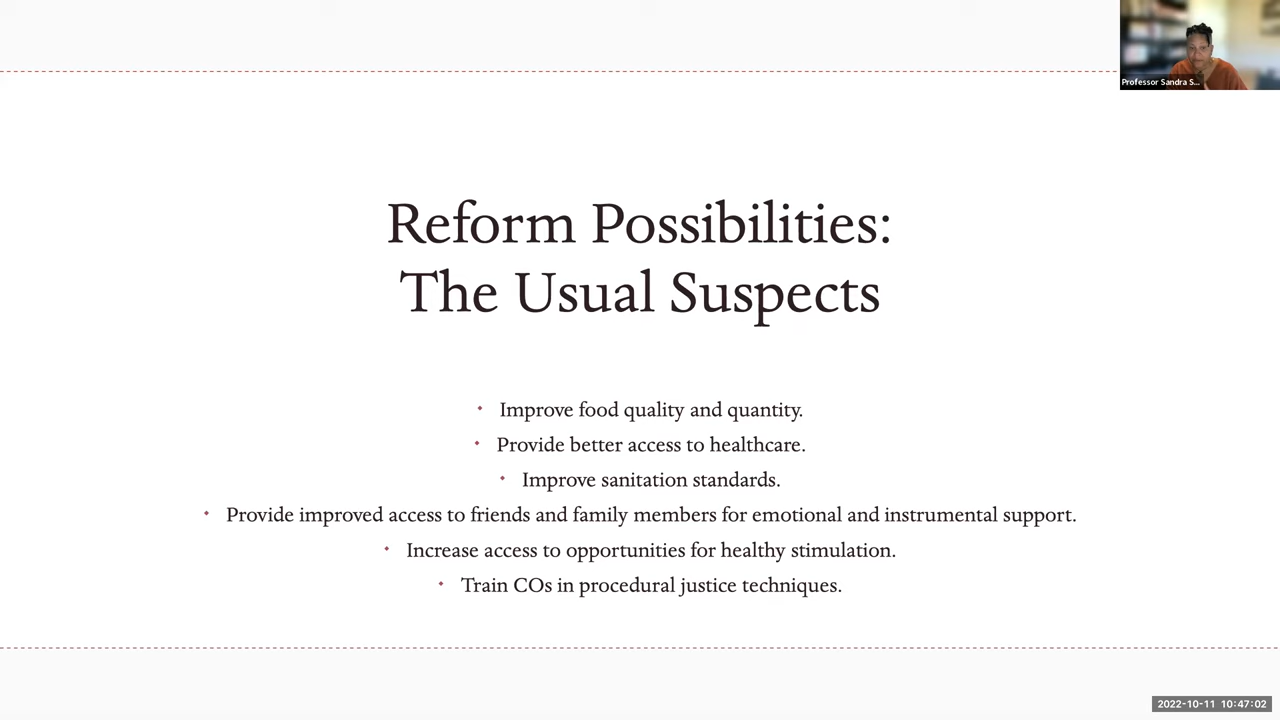 Professor Sandra S...
Reform Possibilities:
The Usual Suspects
Improve food quality and quantity.
Provide better access to healthcare.
Improve sanitation standards.
Provide improved access to friends and family members for emotional and instrumental support.
Increase access to opportunities for healthy stimulation.
Train COs in procedural justice techniques.
2022-10-11 10:47:02